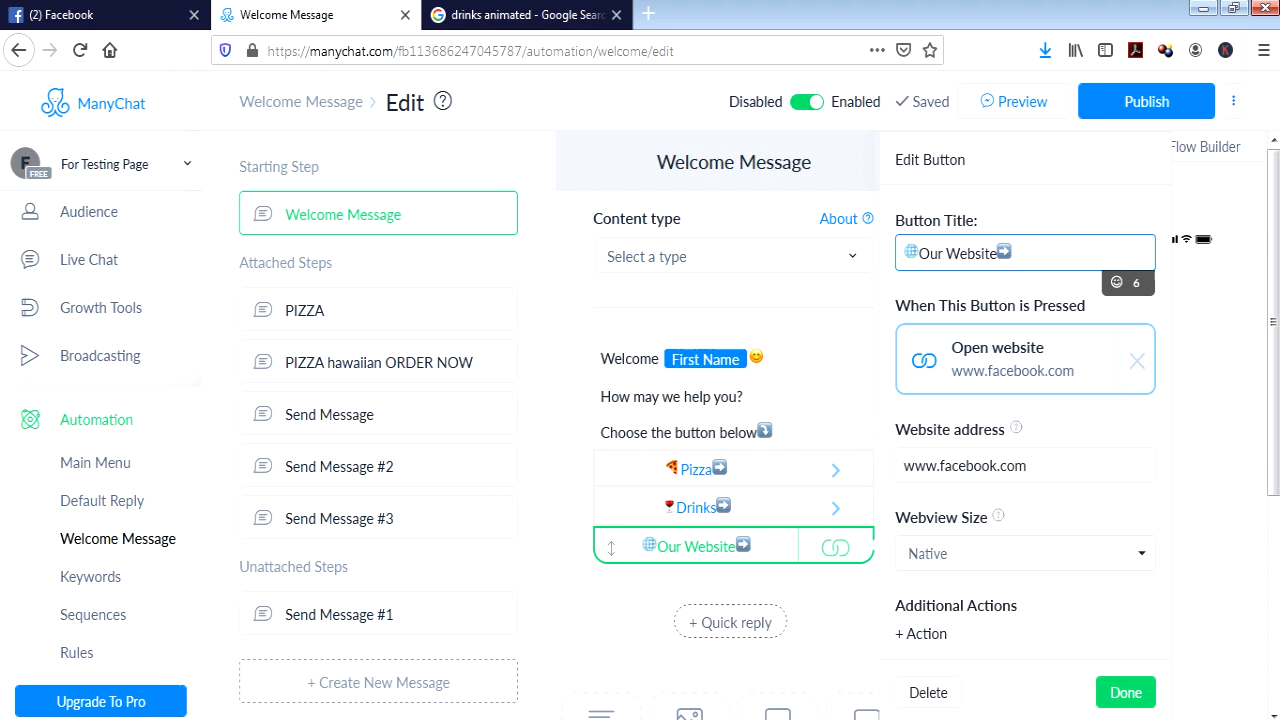 (2) Facebook
Welcome Message
drinks animated - Google Searc
https://manychat.com/fb113686247045787/automation/welcome/edit
K
ManyChat
Welcome Message › Edit
Disabled
Enabled
Saved
Preview
Publish
F
FREE
For Testing Page
Audience
Live Chat
Growth Tools
Broadcasting
Automation
Main Menu
Default Reply
Welcome Message
Keywords
Sequences
Rules
Upgrade To Pro
Starting Step
Welcome Message
Attached Steps
PIZZA
PIZZA hawaiian ORDER NOW
Send Message
Send Message #2
Send Message #3
Unattached Steps
Send Message #1
+ Create New Message
Welcome Message
Content type
About
Select a type
Welcome First Name 😊
How may we help you?
Choose the button below⤵️
🍕Pizza➡️
🍷Drinks➡️
🌐Our Website➡️
+ Quick reply
Edit Button
Button Title:
🌐Our Website➡️
6
When This Button is Pressed
Open website
www.facebook.com
Website address
www.facebook.com
Webview Size
Native
Additional Actions
+ Action
Delete
Done
Flow Builder